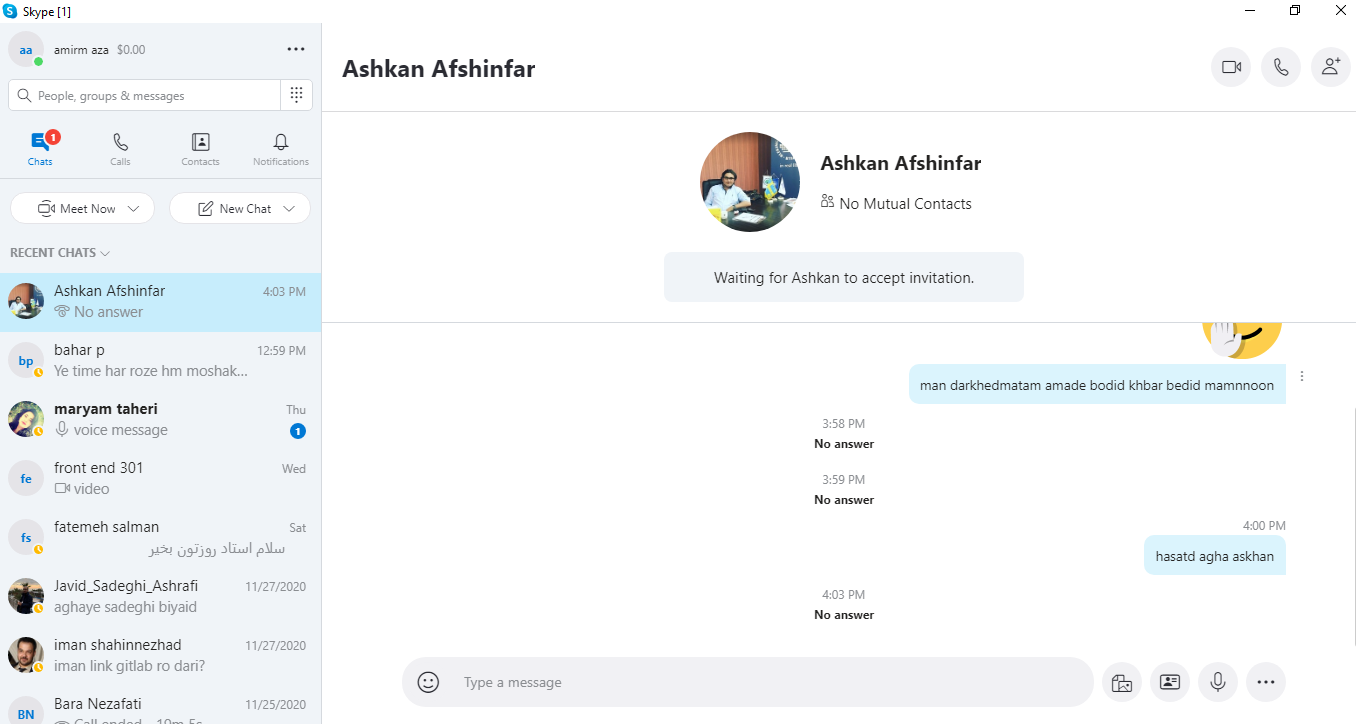 Skype [1]
aa
amirm aza $0.00
People, groups & messages
1
Chats
Calls
Contacts
Notifications
Meet Now
New Chat
RECENT CHATS
Ashkan Afshinfar 4:03 PM
No answer
bp
bahar p 12:59 PM
Ye time har roze hm moshak...
maryam taheri Thu
voice message 1
fe
front end 301 Wed
video
fs
fatemeh salman Sat
سلام استاد روزتون بخیر
Javid_Sadeghi_Ashrafi 11/27/2020
aghaye sadeghi biyaid
iman shahinnezhad 11/27/2020
iman link gitlab ro dari?
BN
Bara Nezafati 11/25/2020
Call ended - 19m 5s
Ashkan Afshinfar
Ashkan Afshinfar
No Mutual Contacts
Waiting for Ashkan to accept invitation.
man darkhedmatam amade bodid khbar bedid mamnnoon
3:58 PM
No answer
3:59 PM
No answer
4:00 PM
hasatd agha askhan
4:03 PM
No answer
Type a message